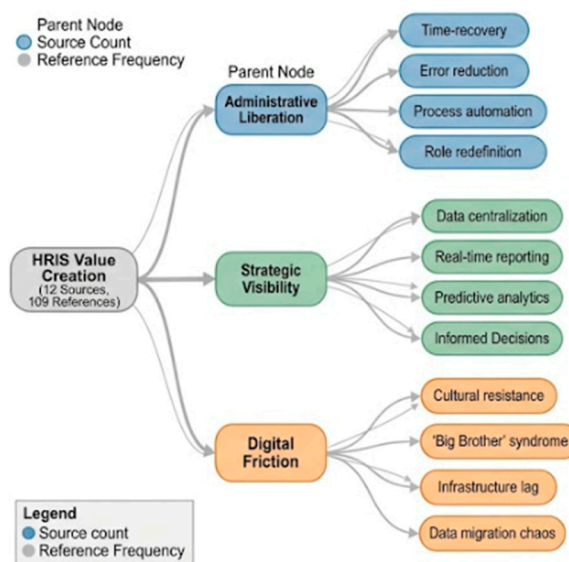 Parent Node
Source Count
Reference Frequency
Parent Node
Administrative
Liberation
Time-recovery
Error reduction
Process automation
Role redefinition
HRIS Value
Creation
(12 Sources,
109 References)
Strategic
Visibility
Data centralization
Real-time reporting
Predictive analytics
Informed Decisions
Digital
Friction
Cultural resistance
'Big Brother' syndrome
Infrastructure lag
Data migration chaos
Legend
Source count
Reference Frequency